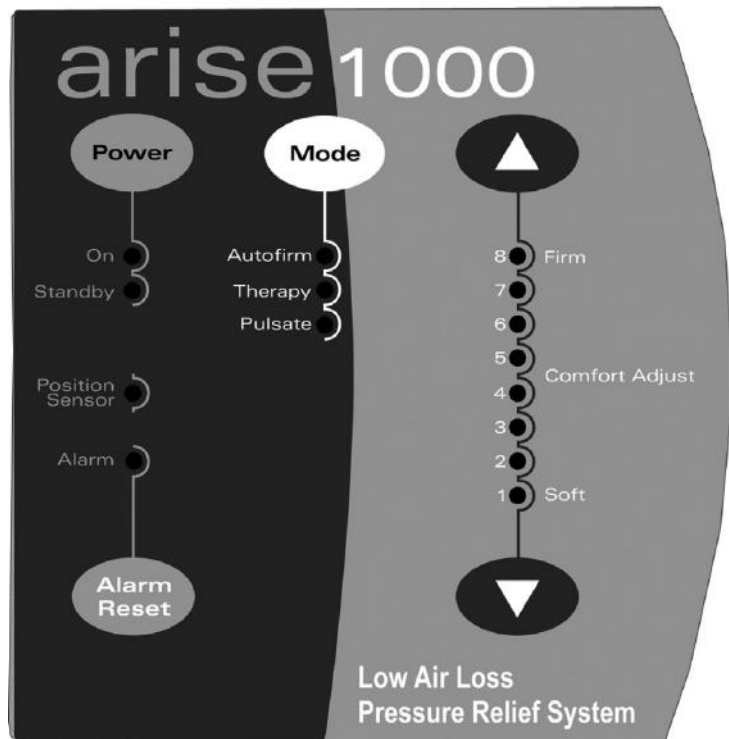 arise 1000
Power
Mode
On
Standby
Position
Sensor
Alarm
Alarm
Reset
Autofirm
Therapy
Pulsate
8 Firm
7
6
5
Comfort Adjust
4
3
2
1 Soft
Low Air Loss
Pressure Relief System